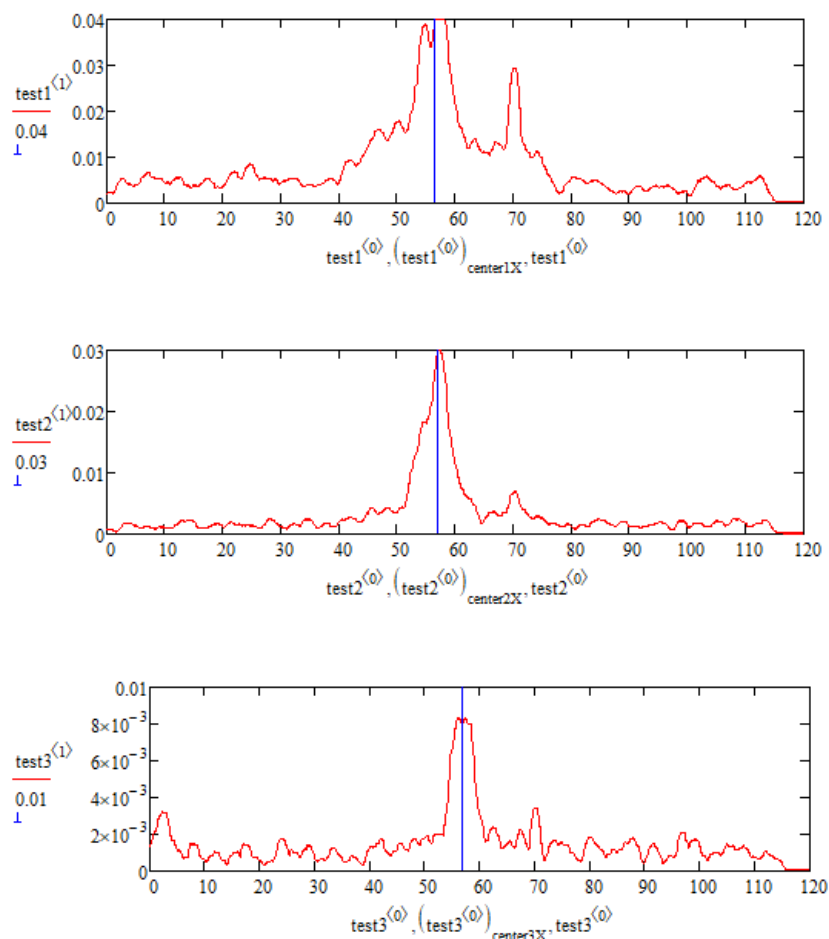 0.04
0.03
0.02
0.01
0
test1⟨1⟩
0.04
0 10 20 30 40 50 60 70 80 90 100 110 120
test1⟨0⟩,(test1⟨0⟩)center1X,test1⟨0⟩
0.03
0.02
0.01
0
test2⟨1⟩
0.03
0 10 20 30 40 50 60 70 80 90 100 110 120
test2⟨0⟩,(test2⟨0⟩)center2X,test2⟨0⟩
0.01
8×10−3
6×10−3
4×10−3
2×10−3
0
test3⟨1⟩
0.01
0 10 20 30 40 50 60 70 80 90 100 110 120
test3⟨0⟩,(test3⟨0⟩)center3X,test3⟨0⟩